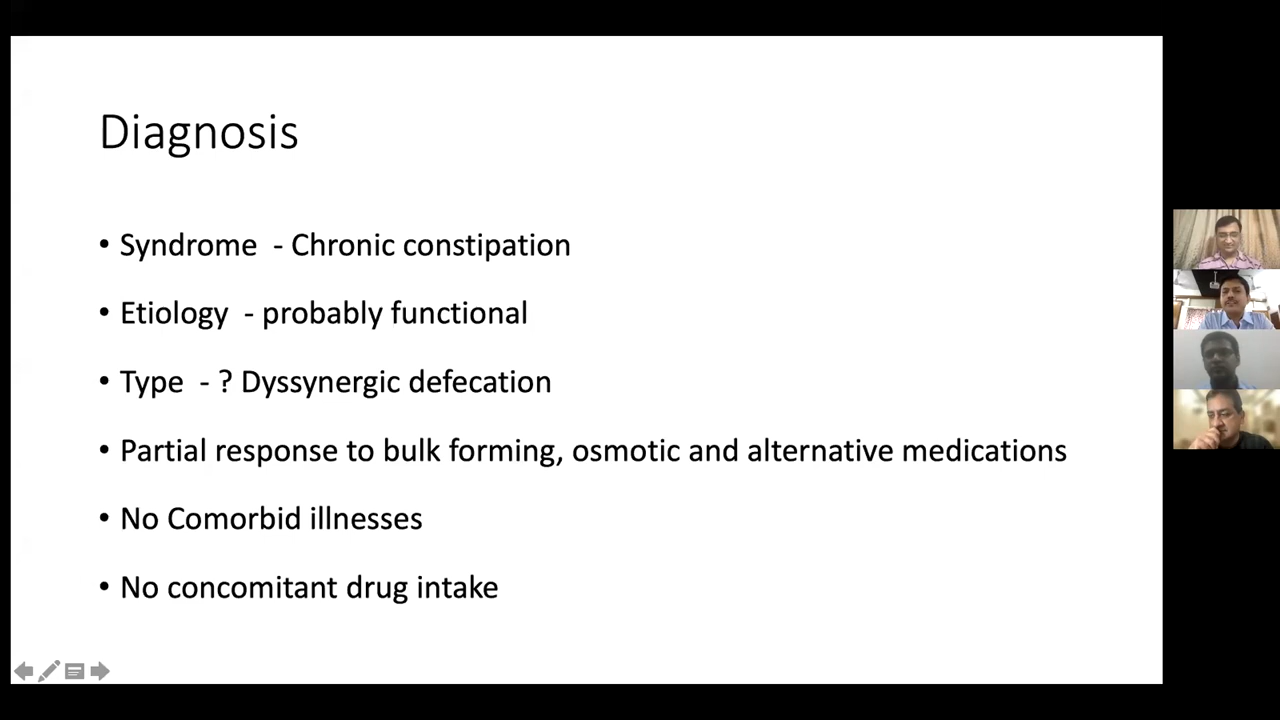 Diagnosis
• Syndrome - Chronic constipation
• Etiology - probably functional
• Type - ? Dyssynergic defecation
• Partial response to bulk forming, osmotic and alternative medications
• No Comorbid illnesses
• No concomitant drug intake